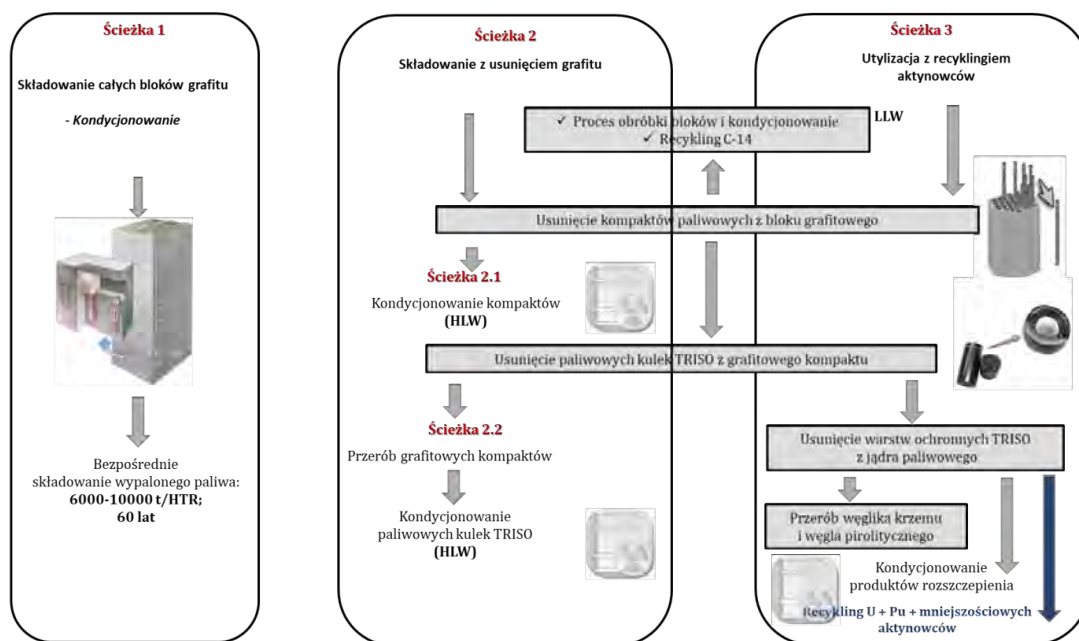 Ścieżka 1
Składowanie całych bloków grafitu
- Kondycjonowanie
Bezpośrednie
składowanie wypalonego paliwa:
6000-10000 t/HTR;
60 lat
Ścieżka 2
Składowanie z usunięciem grafitu
Ścieżka 3
Utylizacja z recyklingiem
aktynowców
✓ Proces obróbki bloków i kondycjonowanie
✓ Recykling C-14
LLW
Usunięcie kompaktów paliwowych z bloku grafitowego
Ścieżka 2.1
Kondycjonowanie kompaktów
(HLW)
Usunięcie paliwowych kulek TRISO z grafitowego kompaktu
Ścieżka 2.2
Przerób grafitowych kompaktów
Kondycjonowanie
paliwowych kulek TRISO
(HLW)
Usunięcie warstw ochronnych TRISO
z jądra paliwowego
Przerób węglika krzemu
i węgla pirolitycznego
Kondycjonowanie
produktów rozszczepienia
Recykling U + Pu + mniejszościowych
aktynowców